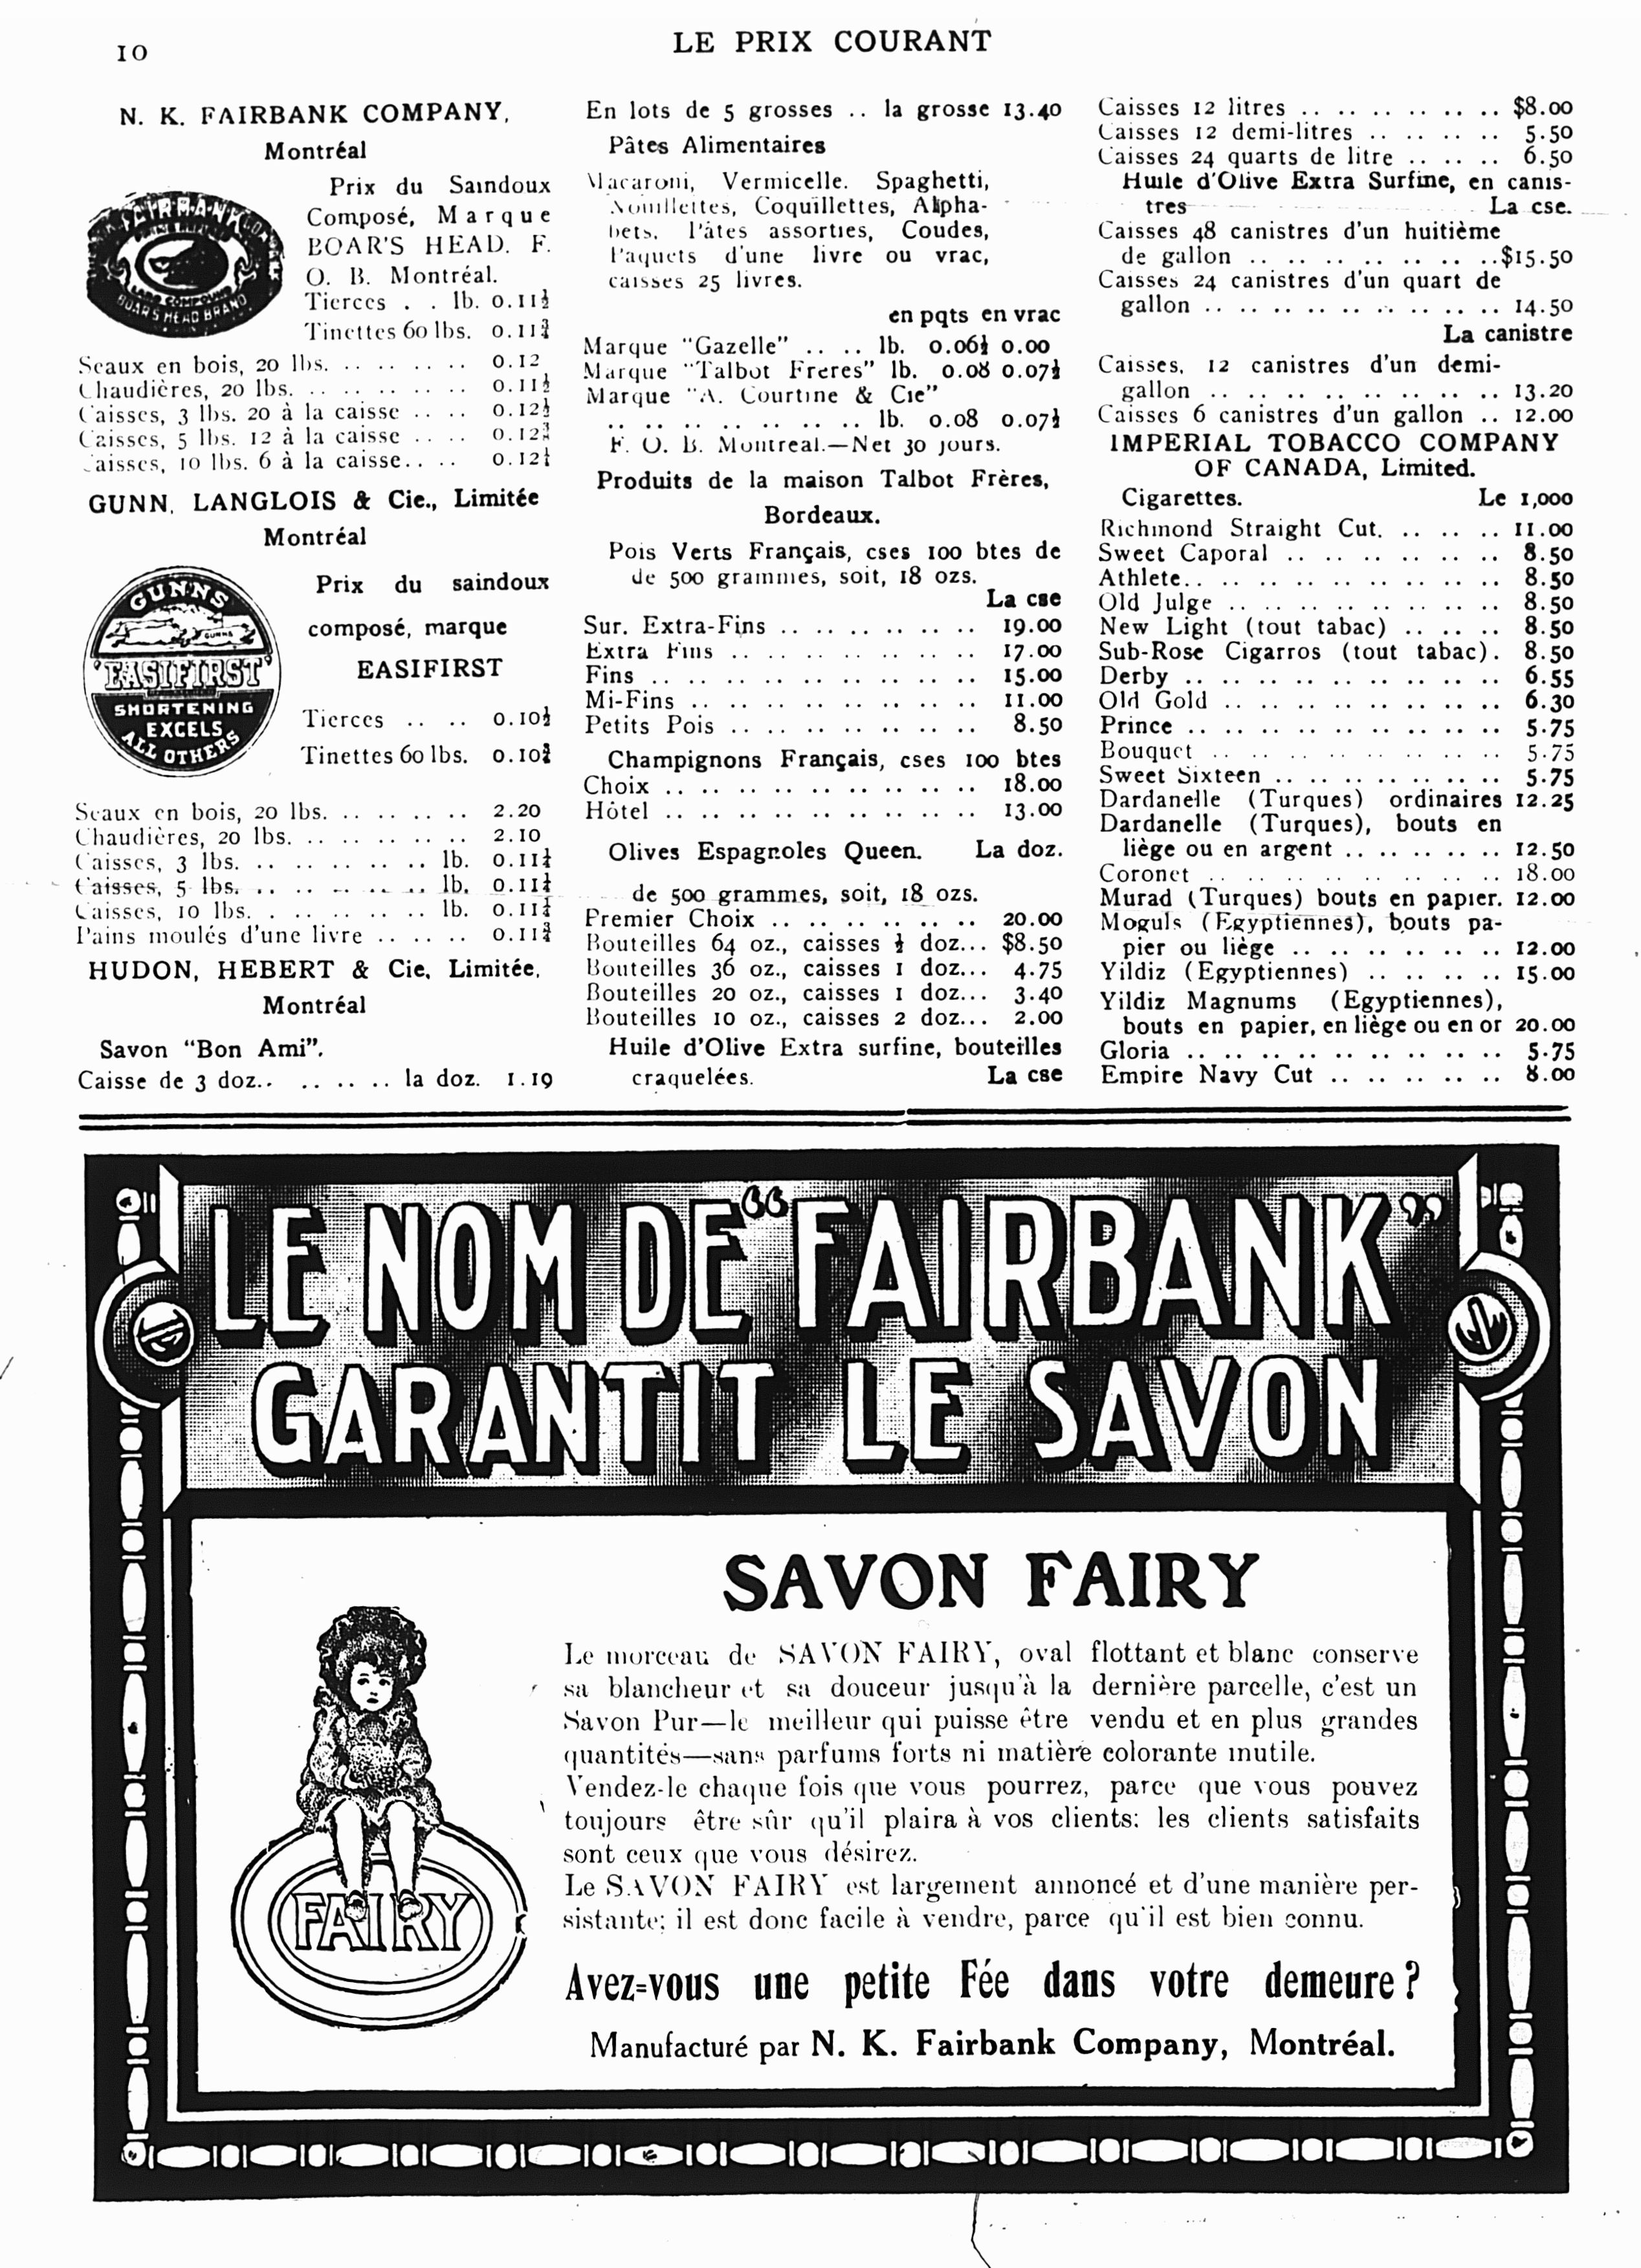 10
LE PRIX COURANT
N. K. FAIRBANK COMPANY,
Montréal
FAIRBANK
LARD COMPOUND
BOAR'S HEAD BRAND
Prix du Saindoux
Composé, Marque
BOAR'S HEAD. F.
O. B. Montréal.
Tierces . . lb. 0.11½
Tinettes 60 lbs. 0.11¾
Seaux en bois, 20 lbs. .. .. .. .. 0.12
Chaudières, 20 lbs. .. .. .. .. .. 0.11½
Caisses, 3 lbs. 20 à la caisse .. .. 0.12½
Caisses, 5 lbs. 12 à la caisse .. .. 0.12¾
Caisses, 10 lbs. 6 à la caisse.. .. 0.12¼
GUNN, LANGLOIS & Cie., Limitée
Montréal
GUNNS
GUNNS
'EASIFIRST'
SHORTENING
EXCELS
ALL OTHERS
Prix du saindoux
composé, marque
EASIFIRST
Tierces .. .. 0.10½
Tinettes 60 lbs. 0.10¾
Seaux en bois, 20 lbs. .. .. .. .. 2.20
Chaudières, 20 lbs. .. .. .. .. .. 2.10
Caisses, 3 lbs. .. .. .. .. .. lb. 0.11¼
Caisses, 5 lbs. .. .. .. .. .. lb. 0.11¼
Caisses, 10 lbs. . .. .. .. .. lb. 0.11¼
Pains moulés d'une livre .. .. .. 0.11¾
HUDON, HEBERT & Cie, Limitée,
Montréal
Savon "Bon Ami".
Caisse de 3 doz.. .. .. .. la doz. 1.19
En lots de 5 grosses .. la grosse 13.40
Pâtes Alimentaires
Macaroni, Vermicelle. Spaghetti,
Nouillettes, Coquillettes, Alpha-
bets, Pâtes assorties, Coudes,
Paquets d'une livre ou vrac,
caisses 25 livres.
en pqts en vrac
Marque "Gazelle" .. .. lb. 0.06½ 0.00
Marque "Talbot Freres" lb. 0.08 0.07½
Marque "A. Courtine & Cie"
.. .. .. .. .. .. .. lb. 0.08 0.07½
F. O. B. Montreal.—Net 30 jours.
Produits de la maison Talbot Frères,
Bordeaux.
Pois Verts Français, cses 100 btes de
de 500 grammes, soit, 18 ozs.
La cse
Sur. Extra-Fins .. .. .. .. .. .. 19.00
Extra Fins .. .. .. .. .. .. .. 17.00
Fins .. .. .. .. .. .. .. .. .. 15.00
Mi-Fins .. .. .. .. .. .. .. .. 11.00
Petits Pois .. .. .. .. .. .. .. 8.50
Champignons Français, cses 100 btes
Choix .. .. .. .. .. .. .. .. .. 18.00
Hôtel .. .. .. .. .. .. .. .. .. 13.00
Olives Espagnoles Queen. La doz.
de 500 grammes, soit, 18 ozs.
Premier Choix .. .. .. .. .. .. 20.00
Bouteilles 64 oz., caisses ½ doz... $8.50
Bouteilles 36 oz., caisses 1 doz... 4.75
Bouteilles 20 oz., caisses 1 doz... 3.40
Bouteilles 10 oz., caisses 2 doz... 2.00
Huile d'Olive Extra surfine, bouteilles
craquelées. La cse
Caisses 12 litres .. .. .. .. .. .. $8.00
Caisses 12 demi-litres .. .. .. .. 5.50
Caisses 24 quarts de litre .. .. .. 6.50
Huile d'Olive Extra Surfine, en canis-
tres La cse.
Caisses 48 canistres d'un huitième
de gallon .. .. .. .. .. .. ..$15.50
Caisses 24 canistres d'un quart de
gallon .. .. .. .. .. .. .. .. 14.50
La canistre
Caisses, 12 canistres d'un demi-
gallon .. .. .. .. .. .. .. .. 13.20
Caisses 6 canistres d'un gallon .. 12.00
IMPERIAL TOBACCO COMPANY
OF CANADA, Limited.
Cigarettes. Le 1,000
Richmond Straight Cut. .. .. .. 11.00
Sweet Caporal .. .. .. .. .. .. 8.50
Athlete.. .. .. .. .. .. .. .. .. 8.50
Old Julge .. .. .. .. .. .. .. .. 8.50
New Light (tout tabac) .. .. .. 8.50
Sub-Rose Cigarros (tout tabac). 8.50
Derby .. .. .. .. .. .. .. .. .. 6.55
Old Gold .. .. .. .. .. .. .. .. 6.30
Prince .. .. .. .. .. .. .. .. .. 5.75
Bouquet .. .. .. .. .. .. .. .. 5.75
Sweet Sixteen .. .. .. .. .. .. 5.75
Dardanelle (Turques) ordinaires 12.25
Dardanelle (Turques), bouts en
liège ou en argent .. .. .. .. 12.50
Coronet .. .. .. .. .. .. .. .. 18.00
Murad (Turques) bouts en papier. 12.00
Moguls (Egyptiennes), bouts pa-
pier ou liège .. .. .. .. .. .. 12.00
Yildiz (Egyptiennes) .. .. .. .. 15.00
Yildiz Magnums (Egyptiennes),
bouts en papier, en liège ou en or 20.00
Gloria .. .. .. .. .. .. .. .. .. 5.75
Empire Navy Cut .. .. .. .. .. 8.00
LE NOM DE "FAIRBANK"
GARANTIT LE SAVON
SAVON FAIRY
Le morceau de SAVON FAIRY, oval flottant et blanc conserve
sa blancheur et sa douceur jusqu'à la dernière parcelle, c'est un
Savon Pur—le meilleur qui puisse être vendu et en plus grandes
quantités—sans parfums forts ni matière colorante inutile.
Vendez-le chaque fois que vous pourrez, parce que vous pouvez
toujours être sûr qu'il plaira à vos clients: les clients satisfaits
sont ceux que vous désirez.
Le SAVON FAIRY est largement annoncé et d'une manière per-
sistante; il est donc facile à vendre, parce qu'il est bien connu.
FAIRY
Avez-vous une petite Fée dans votre demeure?
Manufacturé par N. K. Fairbank Company, Montréal.